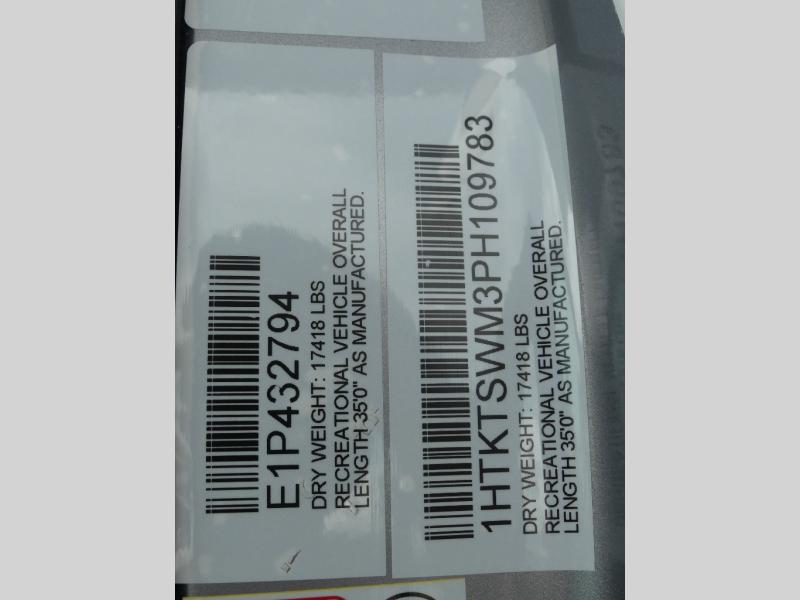 E1P432794
DRY WEIGHT: 17418 LBS
RECREATIONAL VEHICLE OVERALL
LENGTH 35'0" AS MANUFACTURED.
1HTKTSWM3PH109783
DRY WEIGHT: 17418 LBS
RECREATIONAL VEHICLE OVERALL
LENGTH 35'0" AS MANUFACTURED.